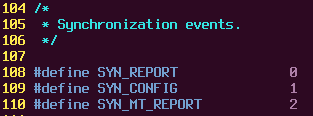 104 /*
105  * Synchronization events.
106  */
107
108 #define SYN_REPORT              0
109 #define SYN_CONFIG              1
110 #define SYN_MT_REPORT           2